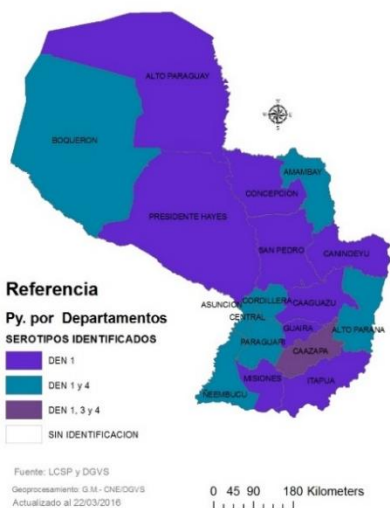 ALTO PARAGUAY
BOQUERON
AMAMBAY
CONCEPCION
PRESIDENTE HAYES
SAN PEDRO
CANINDEYU
Referencia
Py. por Departamentos
SEROTIPOS IDENTIFICADOS
DEN 1
DEN 1 y 4
DEN 1, 3 y 4
SIN IDENTIFICACION
ASUNCION
CORDILLERA
CAAGUAZU
CENTRAL
GUAIRA
ALTO PARANA
PARAGUARI
CAAZAPA
MISIONES
ITAPUA
ÑEEMBUCU
Fuente: LCSP y DGVS
Geoprocesamiento: G.M.- CNE/DGVS
Actualizado al 22/03/2016
0 45 90 180 Kilometers